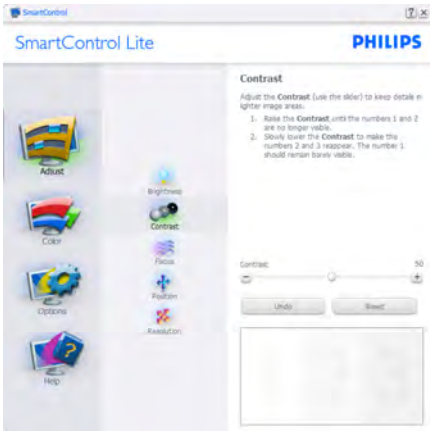 SmartControl
SmartControl Lite
PHILIPS
Contrast
Adjust the Contrast (use the slider) to keep details in
lighter image areas.
1. Raise the Contrast until the numbers 1 and 2
are no longer visible.
2. Slowly lower the Contrast to make the
numbers 2 and 3 reappear. The number 1
should remain barely visible.
Adjust
Color
Options
Help
Brightness
Contrast
Focus
Position
Resolution
Contrast: 50
Undo Reset